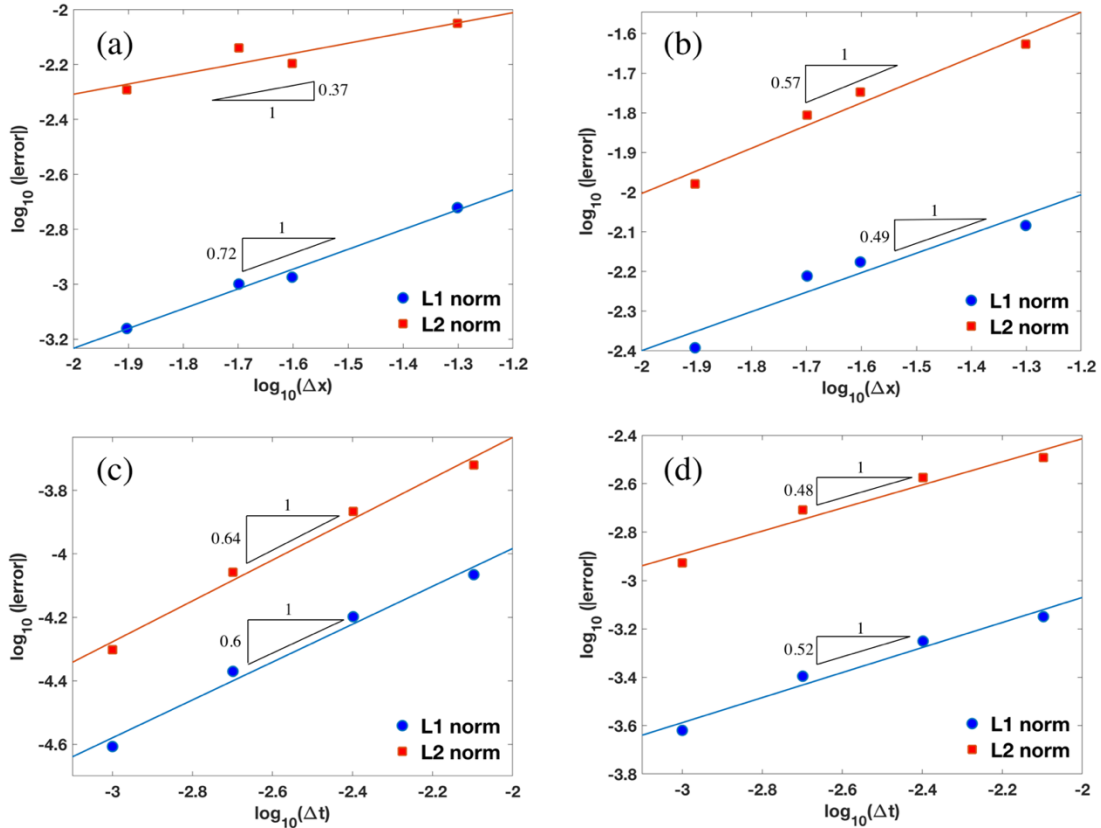 (a)
log10 (|error|)
-2
-2.2
-2.4
-2.6
-2.8
-3
-3.2
0.37
1
1
0.72
L1 norm
L2 norm
-2 -1.9 -1.8 -1.7 -1.6 -1.5 -1.4 -1.3 -1.2
log10(Δx)
(b)
log10 (|error|)
-1.6
-1.7
-1.8
-1.9
-2
-2.1
-2.2
-2.3
-2.4
1
0.57
1
0.49
L1 norm
L2 norm
-2 -1.9 -1.8 -1.7 -1.6 -1.5 -1.4 -1.3 -1.2
log10(Δx)
(c)
log10 (|error|)
-3.8
-4
-4.2
-4.4
-4.6
1
0.64
1
0.6
L1 norm
L2 norm
-3 -2.8 -2.6 -2.4 -2.2 -2
log10(Δt)
(d)
log10 (|error|)
-2.4
-2.6
-2.8
-3
-3.2
-3.4
-3.6
-3.8
1
0.48
1
0.52
L1 norm
L2 norm
-3 -2.8 -2.6 -2.4 -2.2 -2
log10(Δt)